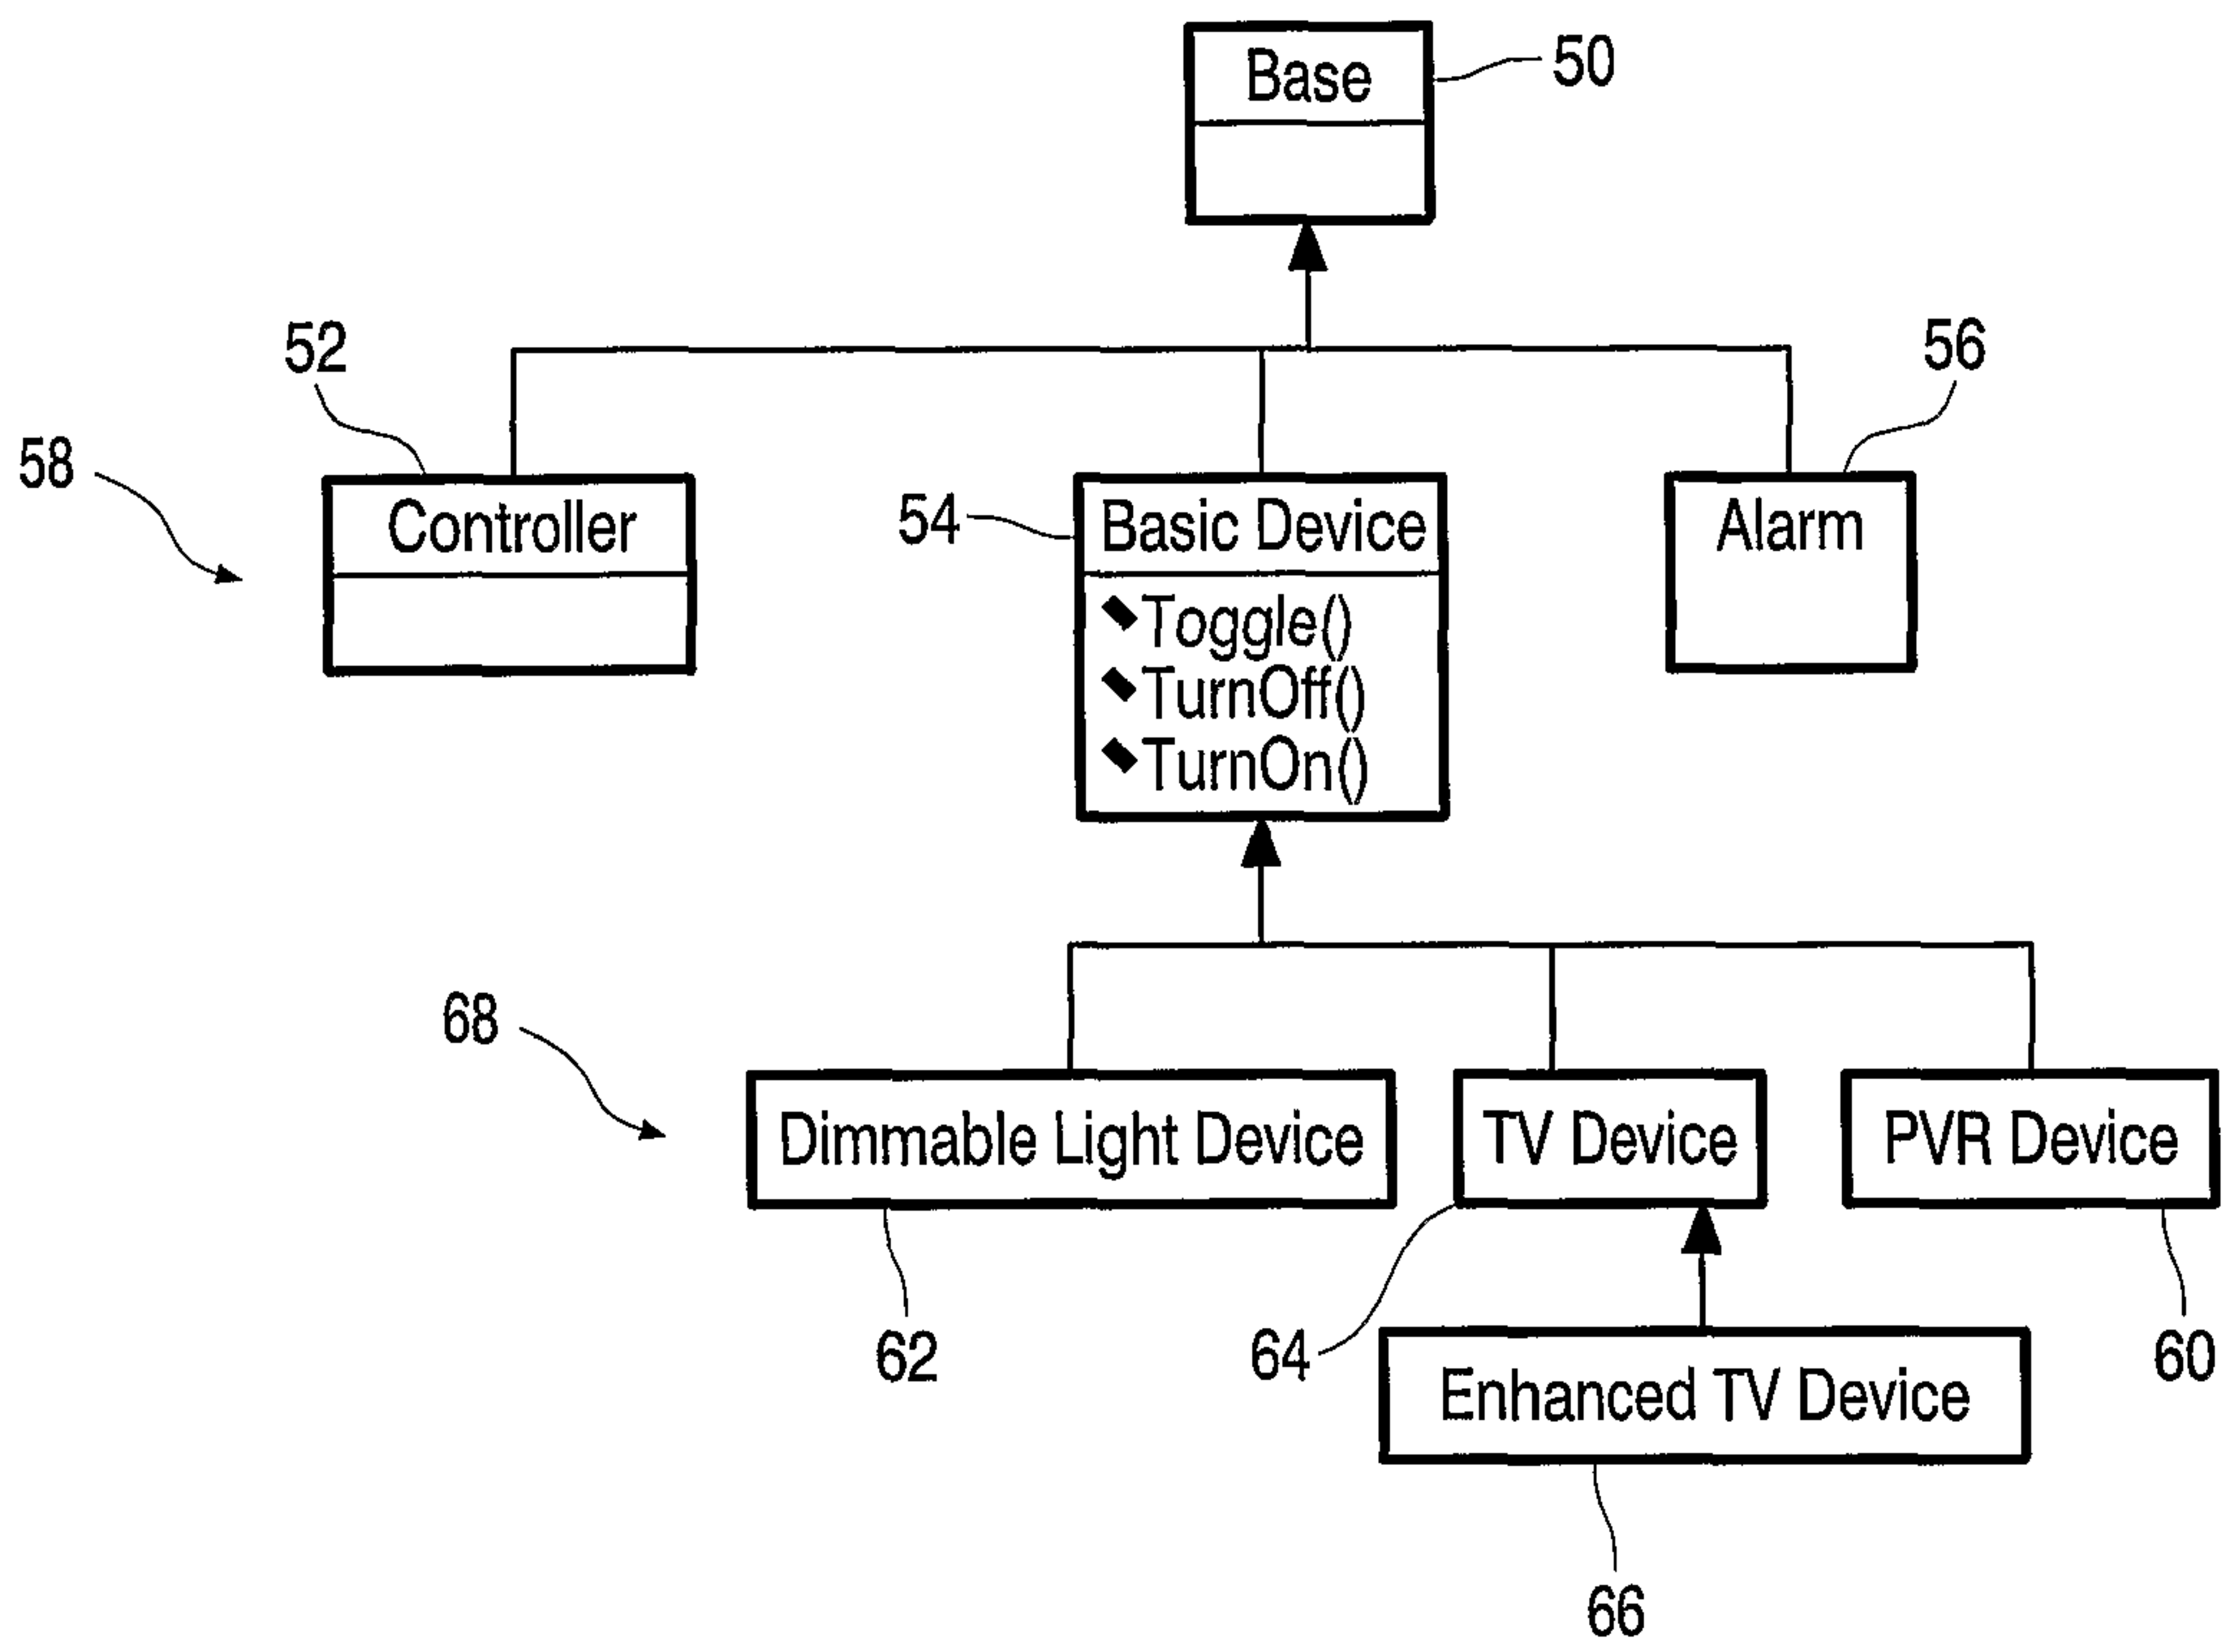 Base
50
52
56
58
Controller
54
Basic Device
Alarm
Toggle()
TurnOff()
TurnOn()
68
Dimmable Light Device
TV Device
PVR Device
62
64
60
Enhanced TV Device
66